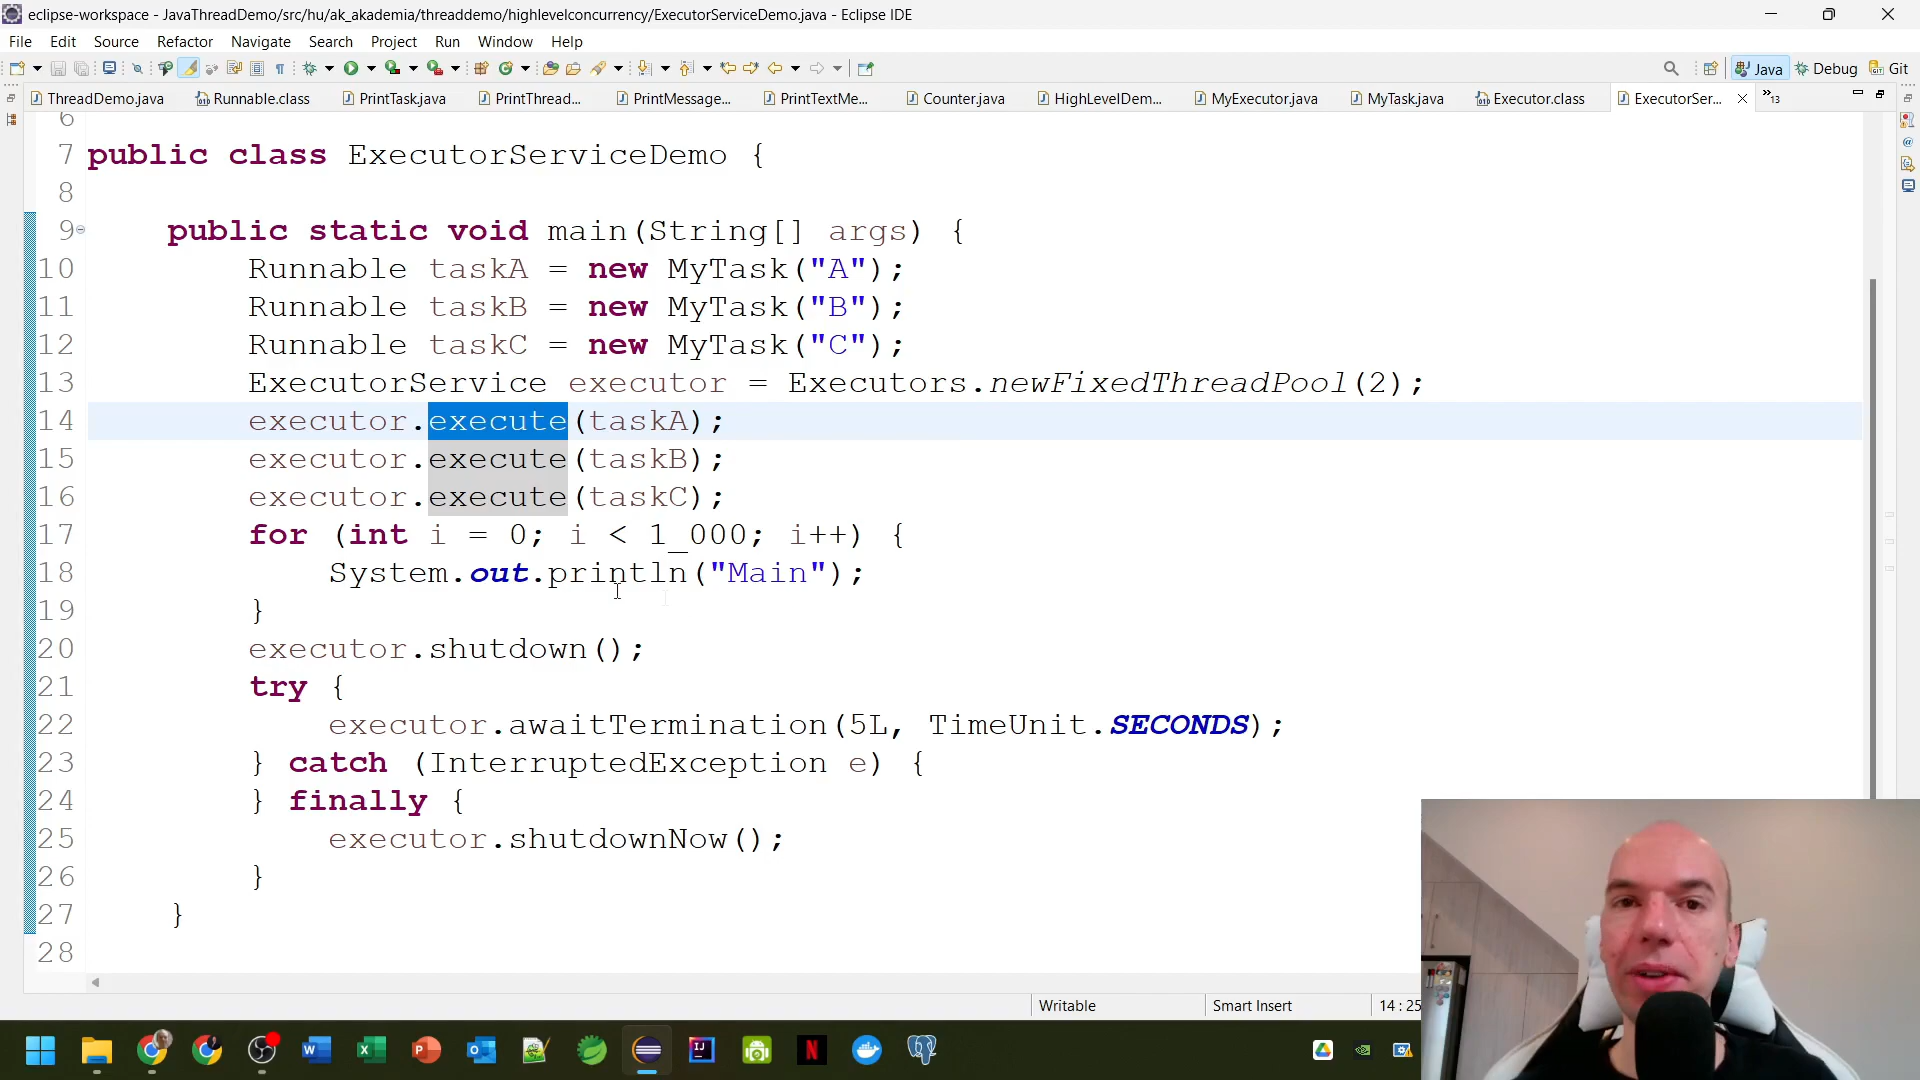 eclipse-workspace - JavaThreadDemo/src/hu/ak_akademia/threaddemo/highlevelconcurrency/ExecutorServiceDemo.java - Eclipse IDE
File Edit Source Refactor Navigate Search Project Run Window Help
Java Debug Git
ThreadDemo.java Runnable.class PrintTask.java PrintThread... PrintMessage... PrintTextMe... Counter.java HighLevelDem... MyExecutor.java MyTask.java Executor.class ExecutorSer... »13
6
7 public class ExecutorServiceDemo {
8
9 public static void main(String[] args) {
10 Runnable taskA = new MyTask("A");
11 Runnable taskB = new MyTask("B");
12 Runnable taskC = new MyTask("C");
13 ExecutorService executor = Executors.newFixedThreadPool(2);
14 executor.execute(taskA);
15 executor.execute(taskB);
16 executor.execute(taskC);
17 for (int i = 0; i < 1_000; i++) {
18 System.out.println("Main");
19 }
20 executor.shutdown();
21 try {
22 executor.awaitTermination(5L, TimeUnit.SECONDS);
23 } catch (InterruptedException e) {
24 } finally {
25 executor.shutdownNow();
26 }
27 }
28
Writable Smart Insert 14 : 25